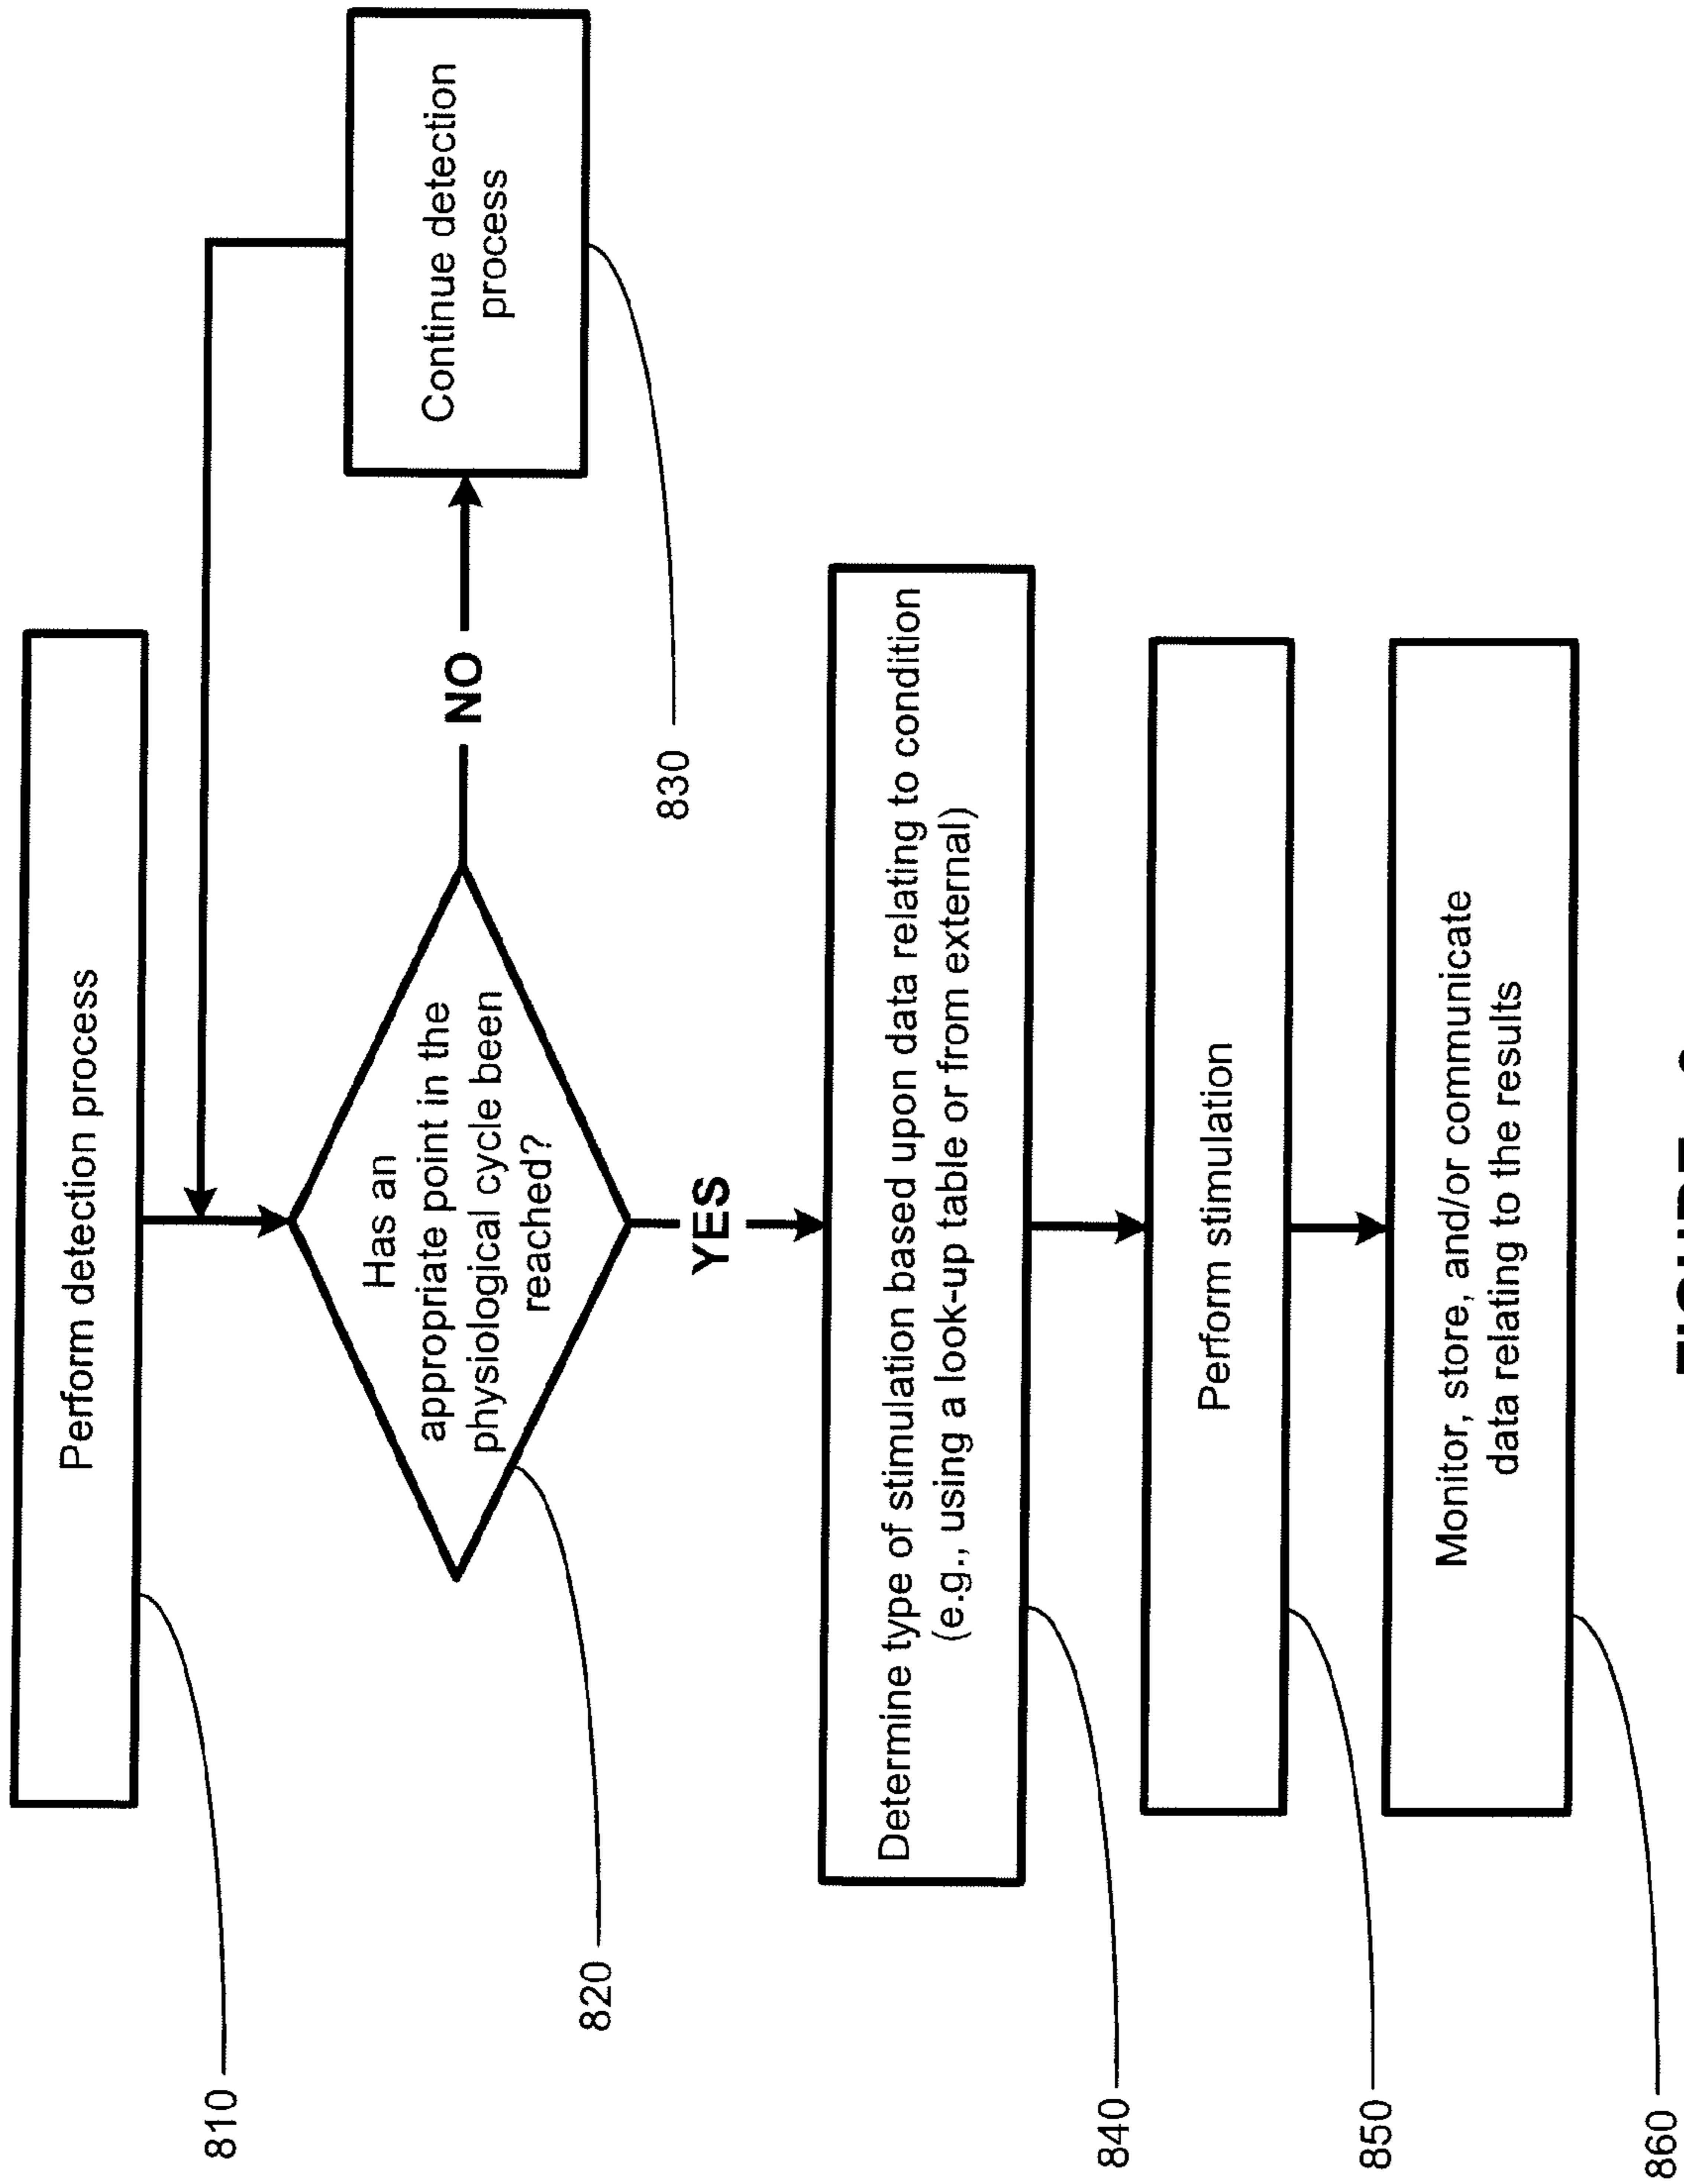 Perform detection process
810
Has an
appropriate point in the
physiological cycle been
reached?
820
NO
Continue detection
process
830
YES
Determine type of stimulation based upon data relating to condition
(e.g., using a look-up table or from external)
840
Perform stimulation
850
Monitor, store, and/or communicate
data relating to the results
860